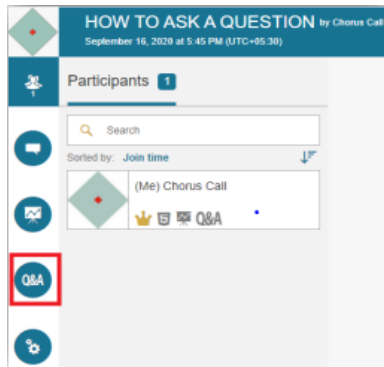 HOW TO ASK A QUESTION by Chorus Call
September 16, 2020 at 5:45 PM (UTC+05:30)
Participants 1
Search
Sorted by: Join time
(Me) Chorus Call
Q&A
Q&A